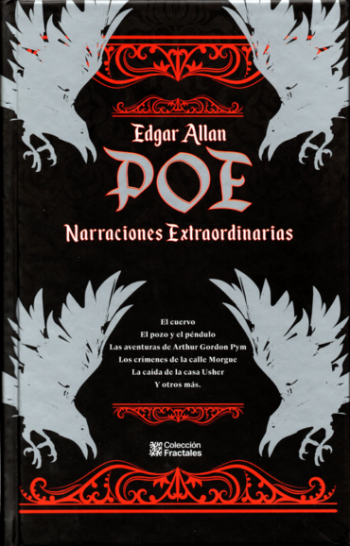 Edgar Allan
POE
Narraciones Extraordinarias
El cuervo
El pozo y el péndulo
Las aventuras de Arthur Gordon Pym
Los crímenes de la calle Morgue
La caída de la casa Usher
Y otros más.
Colección
Fractales